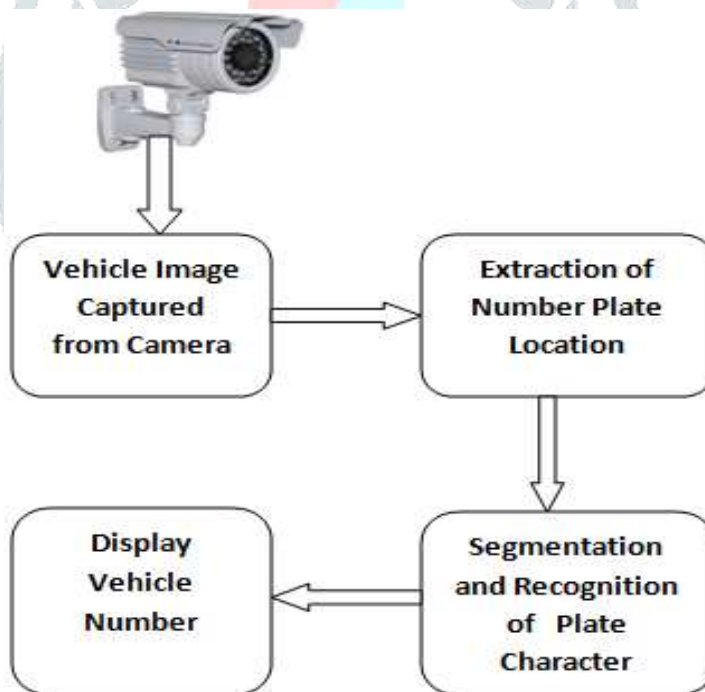 Vehicle Image
Captured
from Camera
Extraction of
Number Plate
Location
Segmentation
and Recognition
of Plate
Character
Display
Vehicle
Number